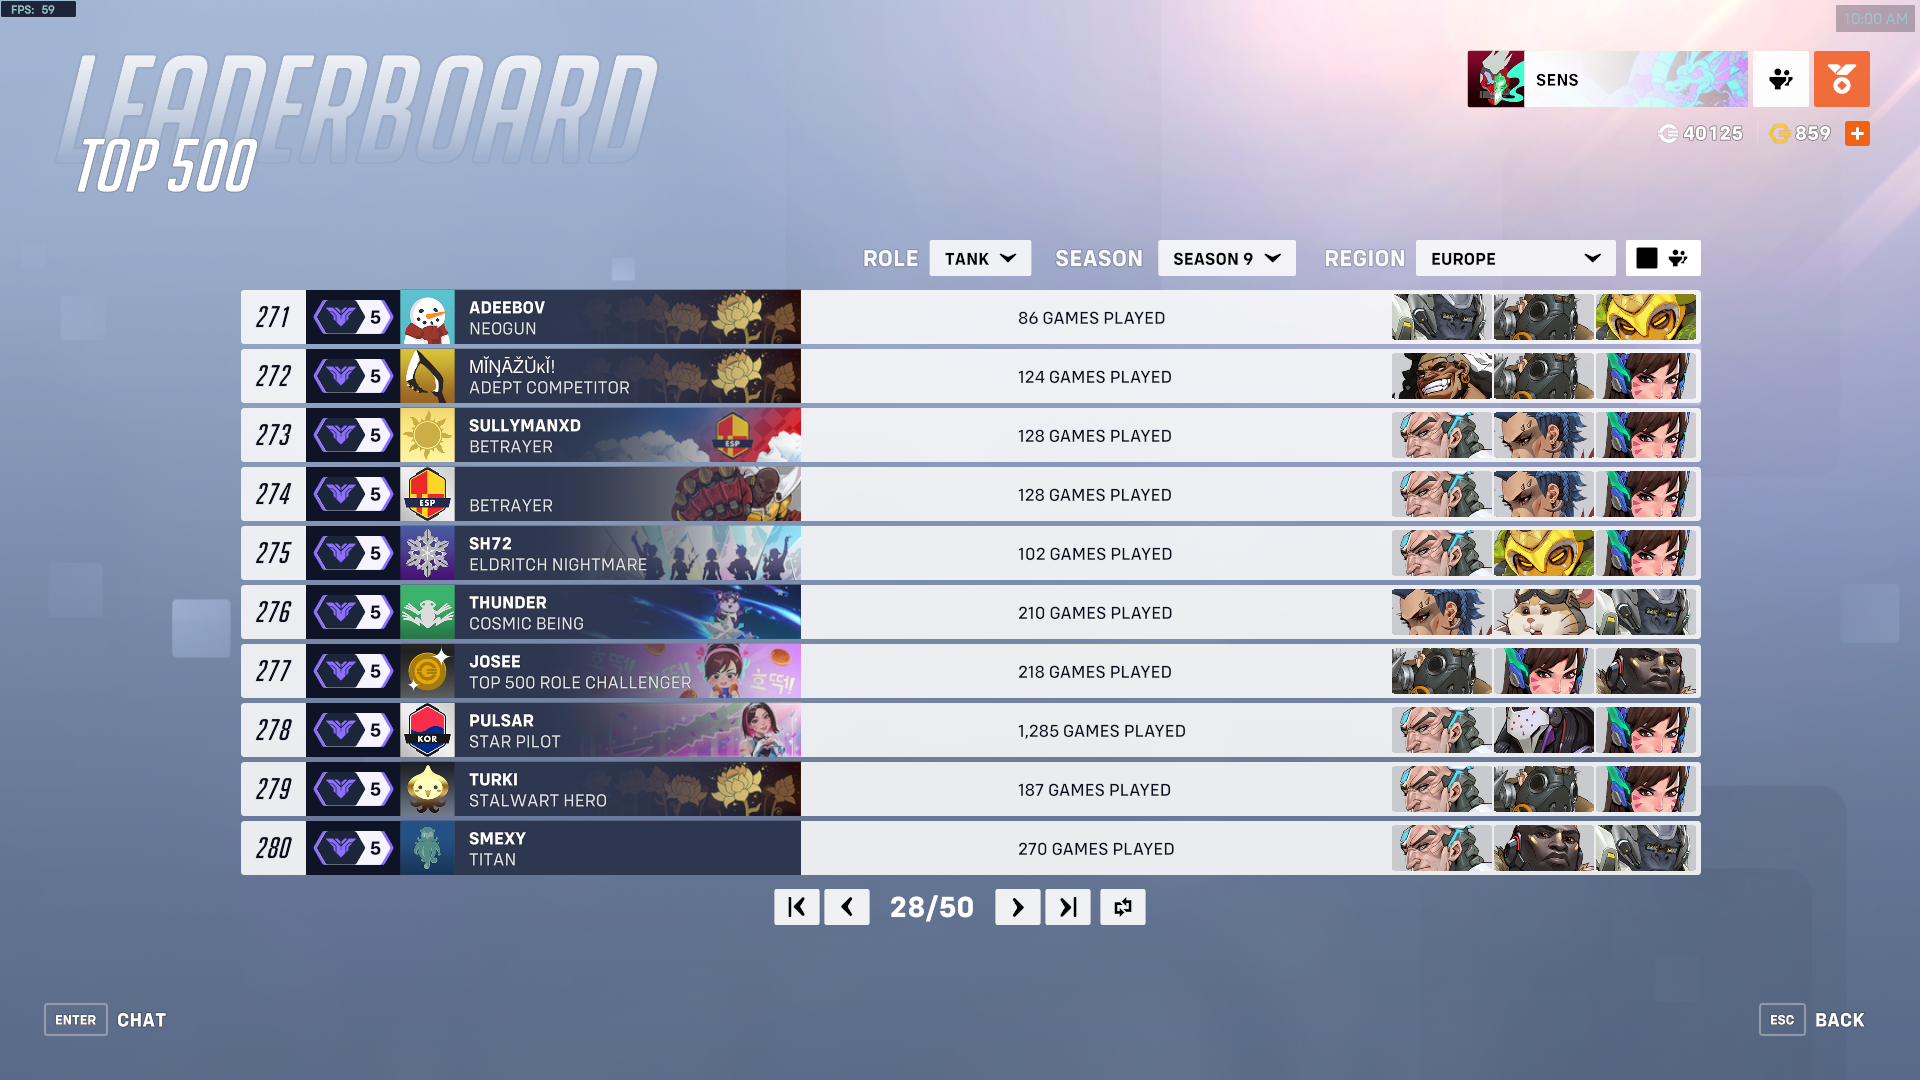 FPS: 59
10:00 AM
LEADERBOARD
TOP 500
SENS
40125
859
ROLE
TANK
SEASON
SEASON 9
REGION
EUROPE
271 5 ADEEBOV
NEOGUN
86 GAMES PLAYED
272 5 MĬŊĀŽŬκǏ!
ADEPT COMPETITOR
124 GAMES PLAYED
273 5 SULLYMANXD
BETRAYER
ESP
128 GAMES PLAYED
274 5 ESP
BETRAYER
128 GAMES PLAYED
275 5 SH72
ELDRITCH NIGHTMARE
102 GAMES PLAYED
276 5 THUNDER
COSMIC BEING
210 GAMES PLAYED
277 5 JOSEE
TOP 500 ROLE CHALLENGER
호떡!
218 GAMES PLAYED
278 5 KOR PULSAR
STAR PILOT
1,285 GAMES PLAYED
279 5 TURKI
STALWART HERO
187 GAMES PLAYED
280 5 SMEXY
TITAN
270 GAMES PLAYED
28/50
ENTER CHAT
ESC BACK